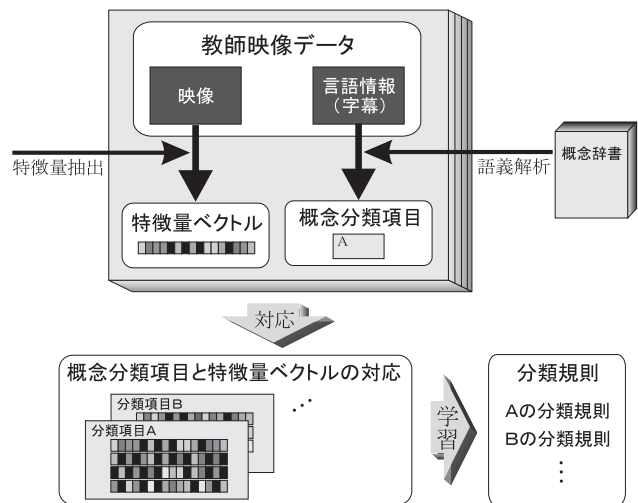 教師映像データ
映像
言語情報
(字幕)
特徴量抽出
語義解析
概念辞書
特徴量ベクトル
概念分類項目
A
対応
概念分類項目と特徴量ベクトルの対応
分類項目B
分類項目A
学習
分類規則
Aの分類規則
Bの分類規則